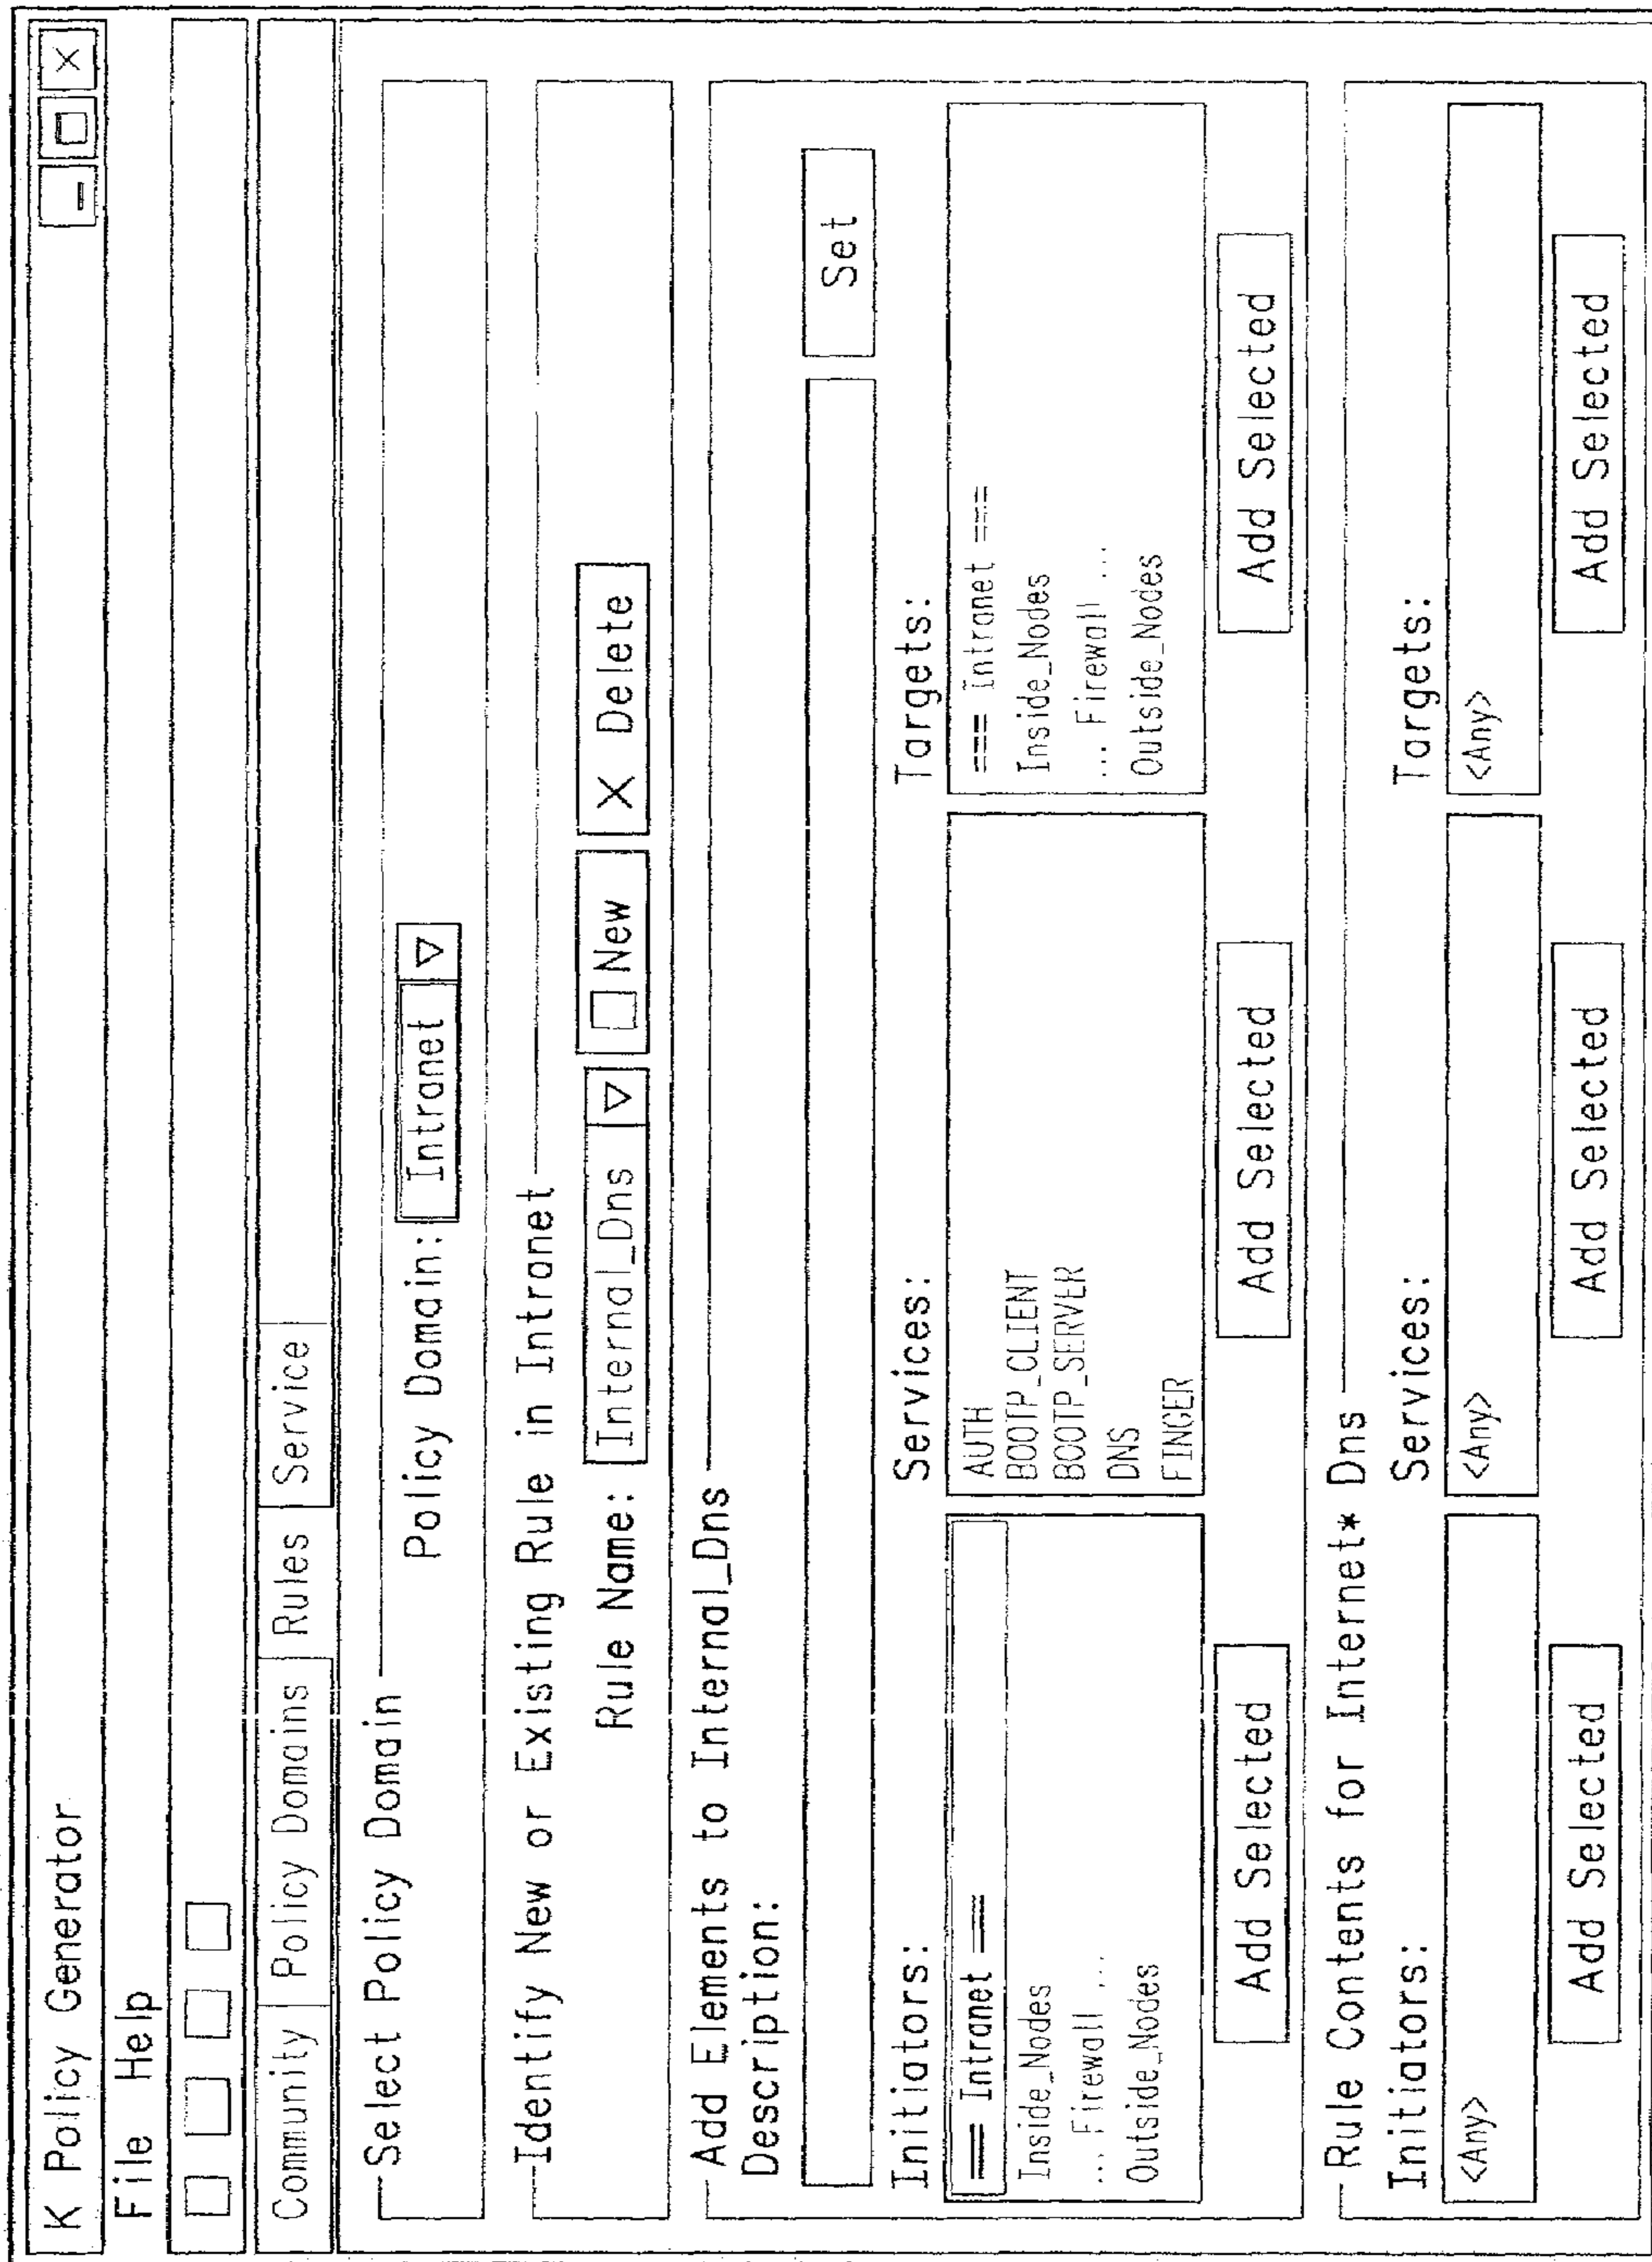 K Policy Generator
File Help
Community Policy Domains Rules Service
Select Policy Domain
Policy Domain: Intranet
Identify New or Existing Rule in Intranet
Rule Name: Internal_Dns New X Delete
Add Elements to Internal_Dns
Description:
Set
Initiators: Services: Targets:
=== Intranet === AUTH === Intranet ===
Inside_Nodes BOOTP_CLIENT Inside_Nodes
... Firewall ... BOOTP_SERVER ... Firewall ...
Outside_Nodes DNS Outside_Nodes
FINGER
Add Selected Add Selected Add Selected
Rule Contents for Internet* Dns
Initiators: Services: Targets:
<Any> <Any> <Any>
Add Selected Add Selected Add Selected